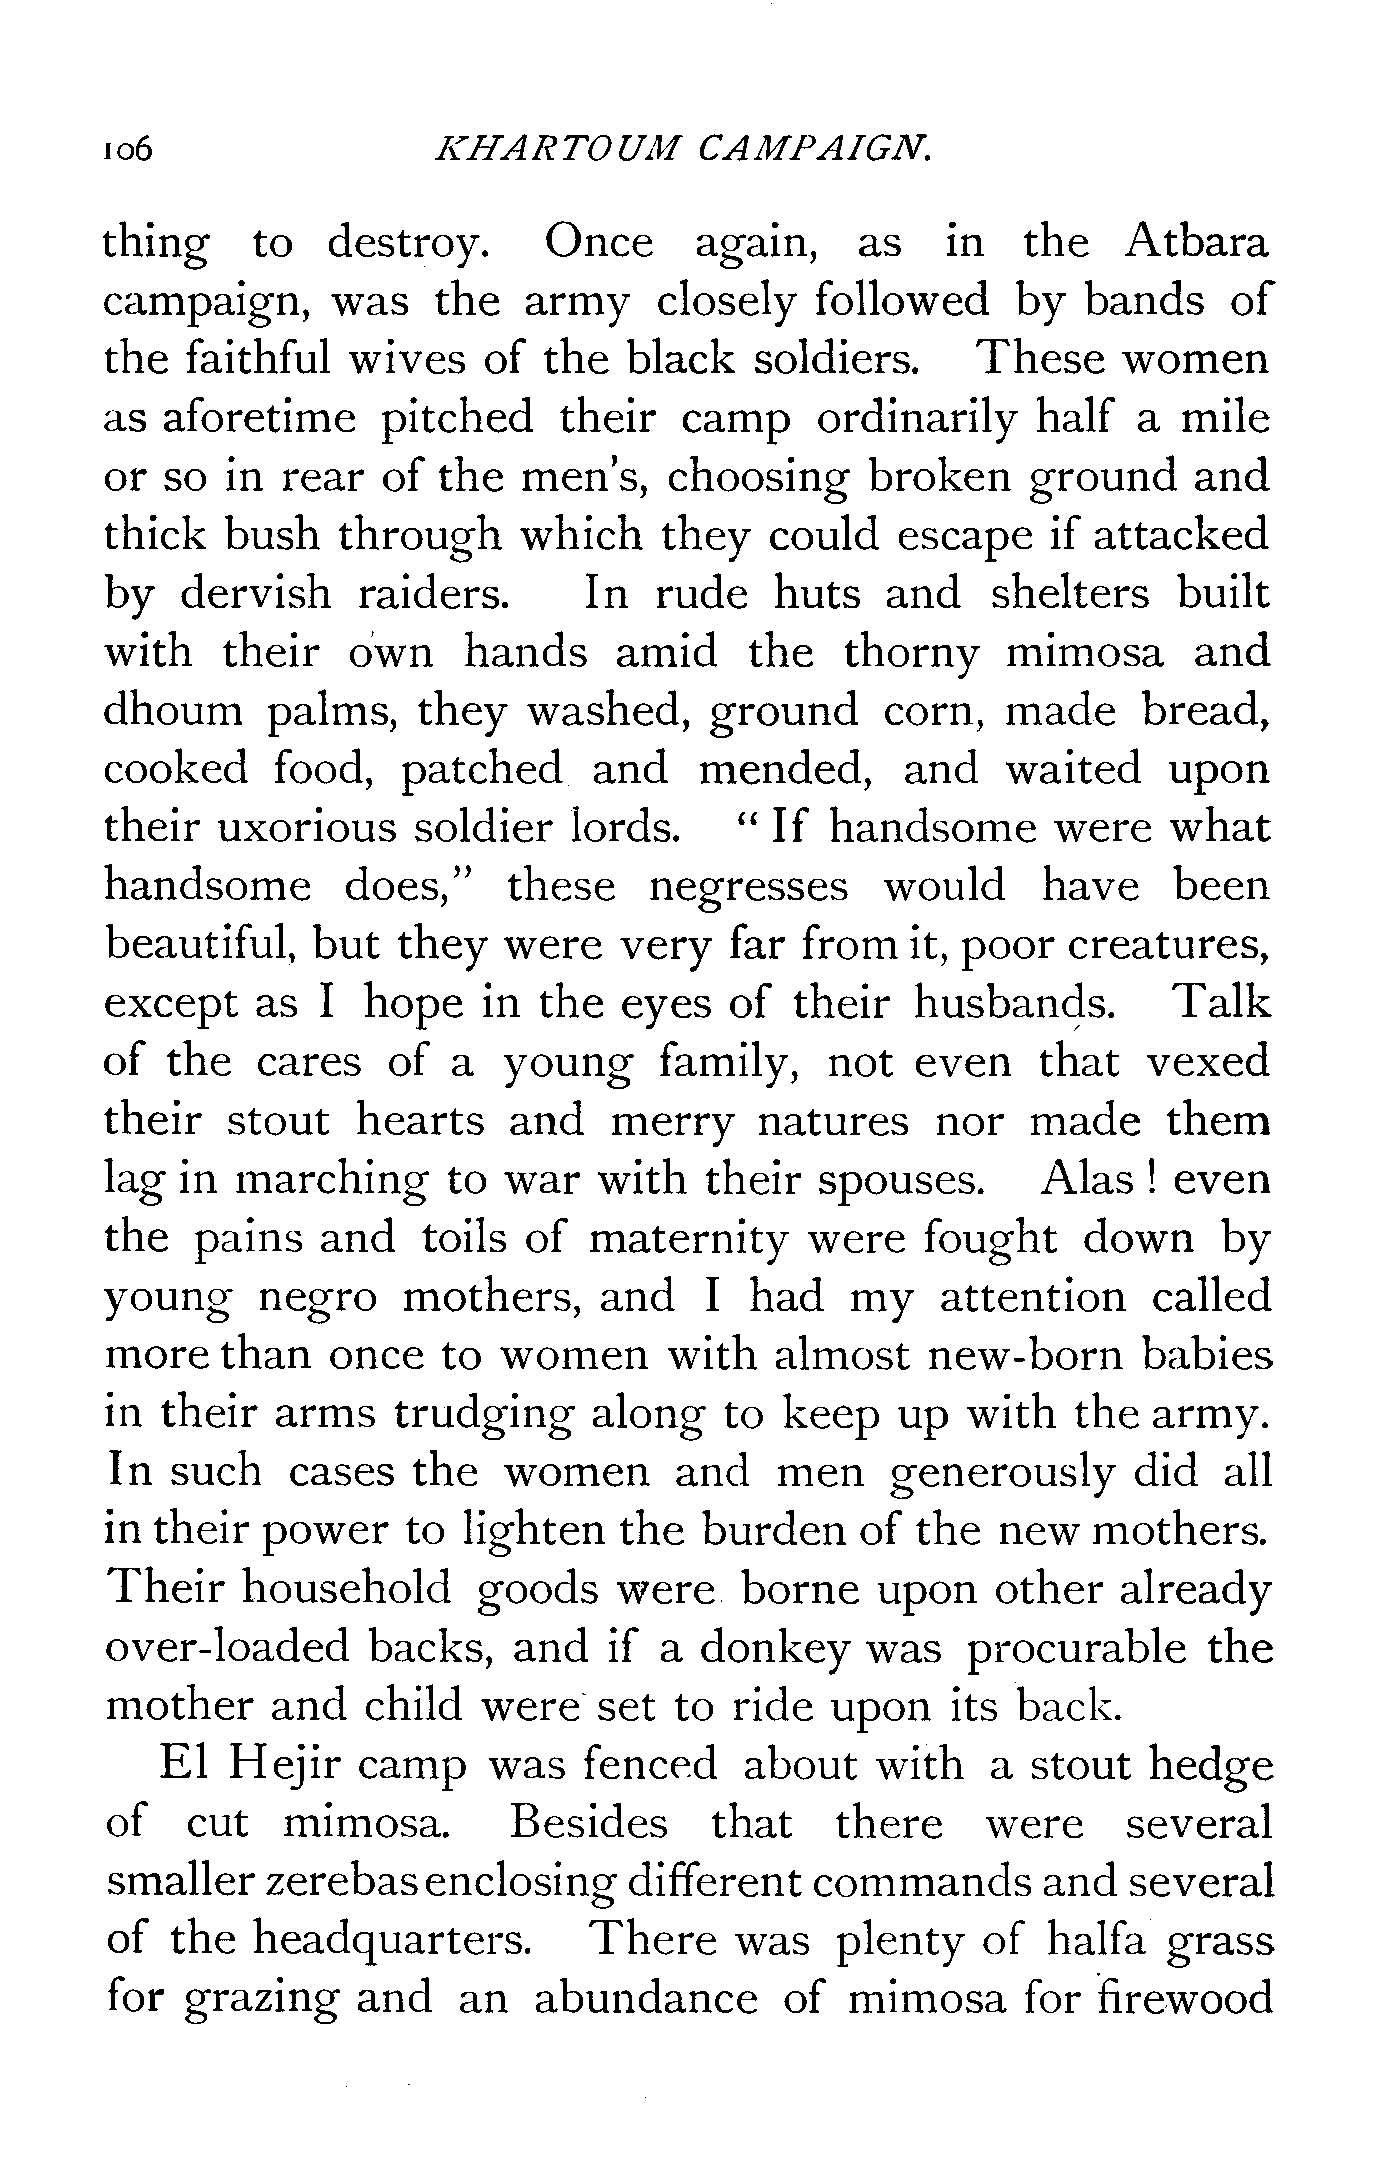 106 KHARTOUM CAMPAIGN.
thing to destroy. Once again, as in the Atbara
campaign, was the army closely followed by bands of
the faithful wives of the black soldiers. These women
as aforetime pitched their camp ordinarily half a mile
or so in rear of the men's, choosing broken ground and
thick bush through which they could escape if attacked
by dervish raiders. In rude huts and shelters built
with their own hands amid the thorny mimosa and
dhoum palms, they washed, ground corn, made bread,
cooked food, patched and mended, and waited upon
their uxorious soldier lords. “ If handsome were what
handsome does,” these negresses would have been
beautiful, but they were very far from it, poor creatures,
except as I hope in the eyes of their husbands. Talk
of the cares of a young family, not even that vexed
their stout hearts and merry natures nor made them
lag in marching to war with their spouses. Alas ! even
the pains and toils of maternity were fought down by
young negro mothers, and I had my attention called
more than once to women with almost new-born babies
in their arms trudging along to keep up with the army.
In such cases the women and men generously did all
in their power to lighten the burden of the new mothers.
Their household goods were borne upon other already
over-loaded backs, and if a donkey was procurable the
mother and child were set to ride upon its back.
El Hejir camp was fenced about with a stout hedge
of cut mimosa. Besides that there were several
smaller zerebas enclosing different commands and several
of the headquarters. There was plenty of halfa grass
for grazing and an abundance of mimosa for firewood